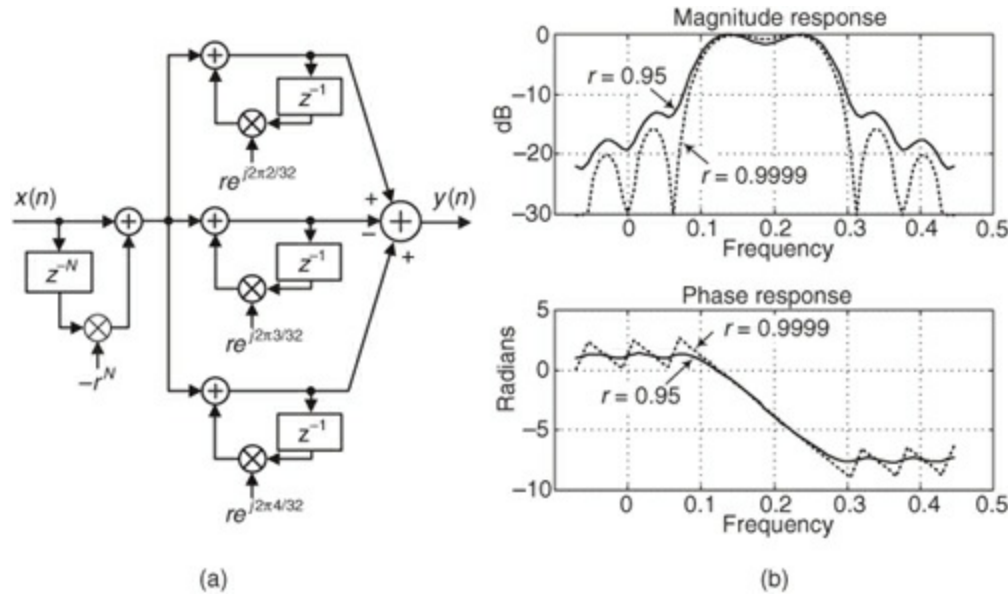 x(n)
z⁻ᴺ
−rᴺ
z⁻¹
re^{j2π2/32}
z⁻¹
re^{j2π3/32}
z⁻¹
re^{j2π4/32}
+
−
+
y(n)
(a)
Magnitude response
0
−10
−20
−30
dB
r = 0.95
r = 0.9999
0
0.1
0.2
0.3
0.4
0.5
Frequency
Phase response
5
0
−5
−10
Radians
r = 0.9999
r = 0.95
0
0.1
0.2
0.3
0.4
0.5
Frequency
(b)